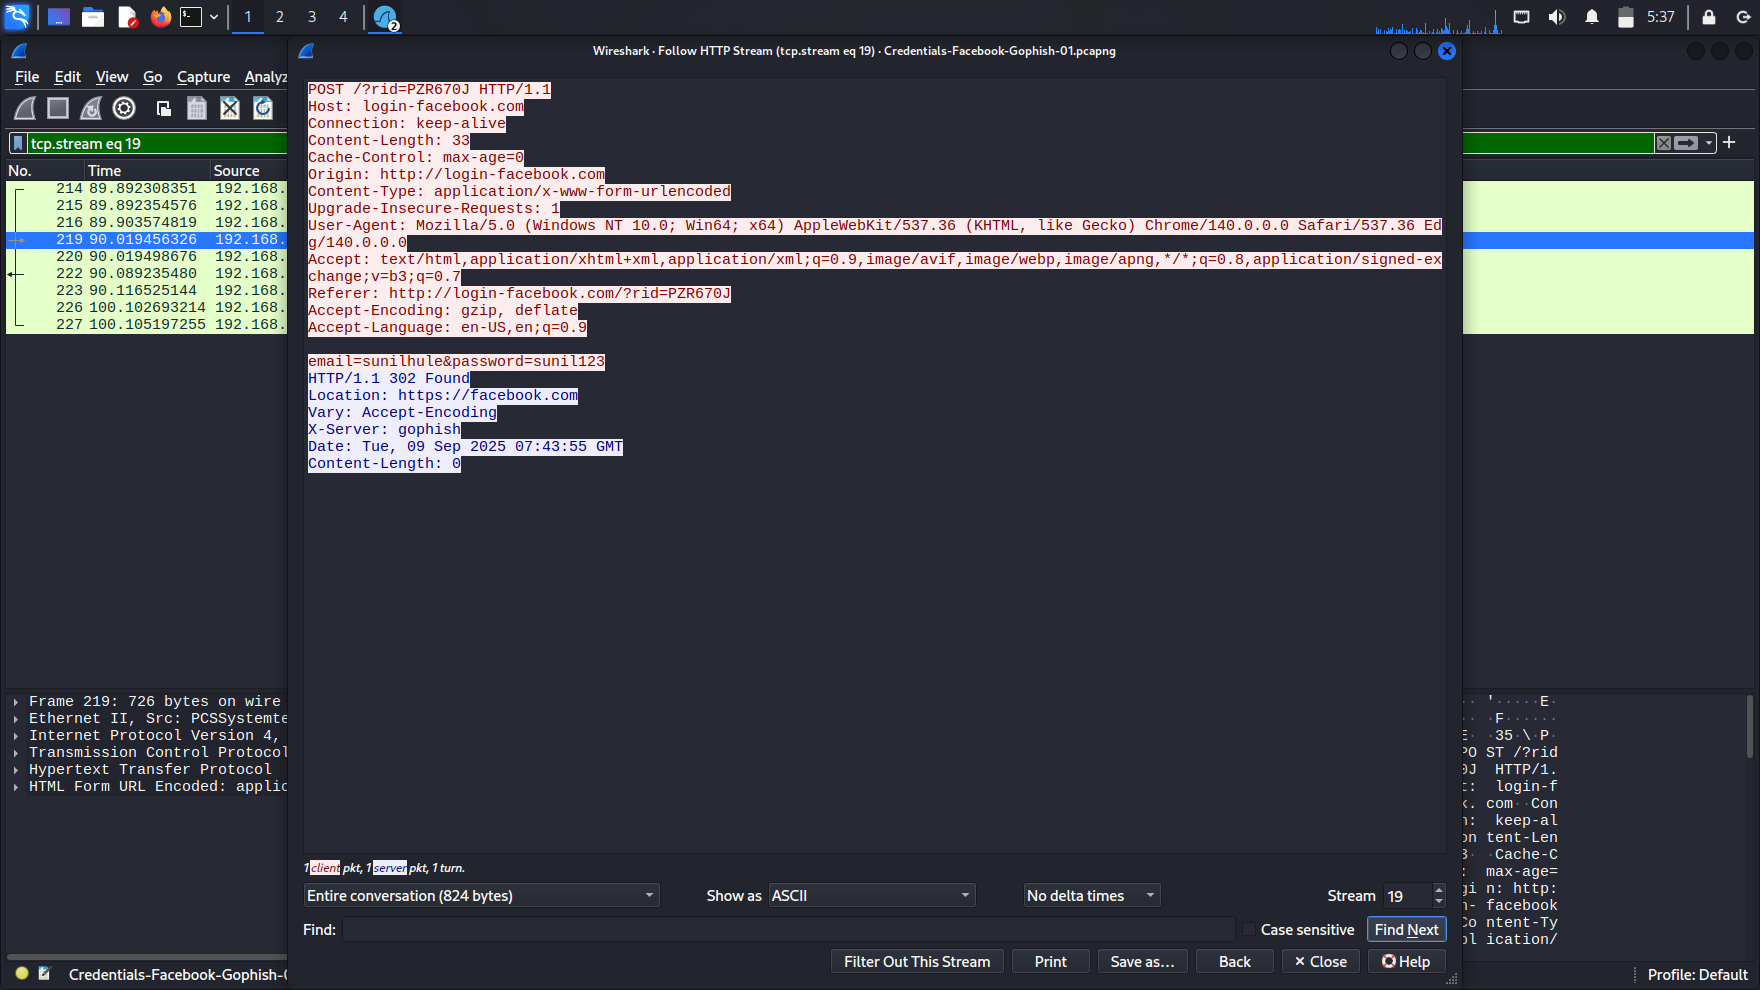 1 2 3 4 2 5:37
Wireshark · Follow HTTP Stream (tcp.stream eq 19) · Credentials-Facebook-Gophish-01.pcapng
File Edit View Go Capture Analyz
tcp.stream eq 19
No. Time Source
214 89.892308351 192.168.
215 89.892354576 192.168.
216 89.903574819 192.168.
219 90.019456326 192.168.
220 90.019498676 192.168.
222 90.089235480 192.168.
223 90.116525144 192.168.
226 100.102693214 192.168.
227 100.105197255 192.168.
POST /?rid=PZR670J HTTP/1.1
Host: login-facebook.com
Connection: keep-alive
Content-Length: 33
Cache-Control: max-age=0
Origin: http://login-facebook.com
Content-Type: application/x-www-form-urlencoded
Upgrade-Insecure-Requests: 1
User-Agent: Mozilla/5.0 (Windows NT 10.0; Win64; x64) AppleWebKit/537.36 (KHTML, like Gecko) Chrome/140.0.0.0 Safari/537.36 Ed
g/140.0.0.0
Accept: text/html,application/xhtml+xml,application/xml;q=0.9,image/avif,image/webp,image/apng,*/*;q=0.8,application/signed-ex
change;v=b3;q=0.7
Referer: http://login-facebook.com/?rid=PZR670J
Accept-Encoding: gzip, deflate
Accept-Language: en-US,en;q=0.9
email=sunilhule&password=sunil123
HTTP/1.1 302 Found
Location: https://facebook.com
Vary: Accept-Encoding
X-Server: gophish
Date: Tue, 09 Sep 2025 07:43:55 GMT
Content-Length: 0
Frame 219: 726 bytes on wire
Ethernet II, Src: PCSSystemte
Internet Protocol Version 4,
Transmission Control Protocol
Hypertext Transfer Protocol
HTML Form URL Encoded: applic
·· '·····E·
·· ·F······
E· ·35·\·P·
PO ST /?rid
0J  HTTP/1.
t:  login-f
k. com··Con
n:  keep-al
on tent-Len
3 ··Cache-C
:  max-age=
gi n: http:
n- facebook
Co ntent-Ty
pl ication/
1 client pkt, 1 server pkt, 1 turn.
Entire conversation (824 bytes) Show as ASCII No delta times Stream 19
Find: Case sensitive Find Next
Filter Out This Stream Print Save as… Back Close Help
Credentials-Facebook-Gophish-0 Profile: Default